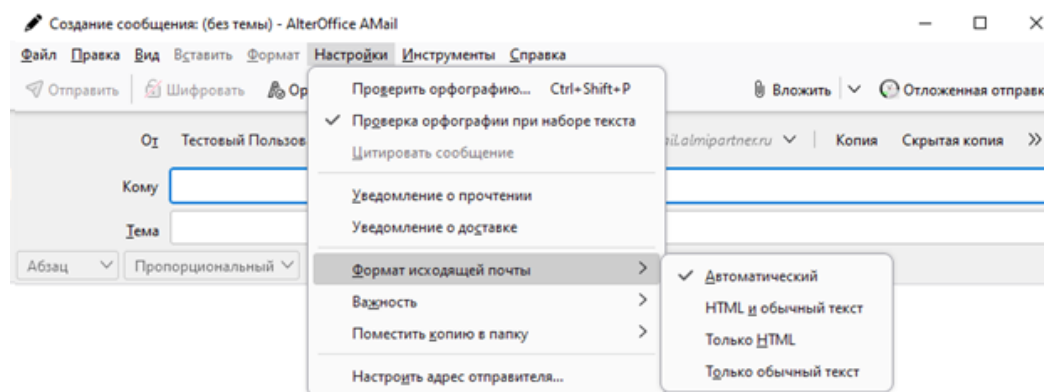 Создание сообщения: (без темы) - AlterOffice AMail
Файл Правка Вид Вставить Формат Настройки Инструменты Справка
Отправить Шифровать Вложить Отложенная
Проверить орфографию... Ctrl+Shift+P
Проверка орфографии при наборе текста
Цитировать сообщение
Уведомление о прочтении
Уведомление о доставке
Формат исходящей почты
Важность
Поместить копию в папку
Настроить адрес отправителя...
От Тестовый almipartner.ru Копия Скрытая копия
Кому
Тема
Абзац Пропорциональный
Автоматический
HTML и обычный текст
Только HTML
Только обычный текст